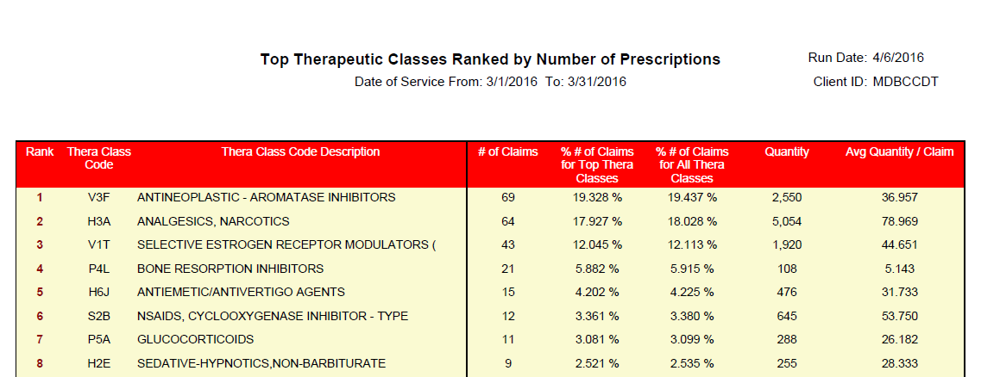 Top Therapeutic Classes Ranked by Number of Prescriptions
Run Date: 4/6/2016
Date of Service From: 3/1/2016 To: 3/31/2016
Client ID: MDBCCDT
Rank Thera Class Code Thera Class Code Description # of Claims % # of Claims for Top Thera Classes % # of Claims for All Thera Classes Quantity Avg Quantity / Claim
1 V3F ANTINEOPLASTIC - AROMATASE INHIBITORS 69 19.328 % 19.437 % 2,550 36.957
2 H3A ANALGESICS, NARCOTICS 64 17.927 % 18.028 % 5,054 78.969
3 V1T SELECTIVE ESTROGEN RECEPTOR MODULATORS ( 43 12.045 % 12.113 % 1,920 44.651
4 P4L BONE RESORPTION INHIBITORS 21 5.882 % 5.915 % 108 5.143
5 H6J ANTIEMETIC/ANTIVERTIGO AGENTS 15 4.202 % 4.225 % 476 31.733
6 S2B NSAIDS, CYCLOOXYGENASE INHIBITOR - TYPE 12 3.361 % 3.380 % 645 53.750
7 P5A GLUCOCORTICOIDS 11 3.081 % 3.099 % 288 26.182
8 H2E SEDATIVE-HYPNOTICS,NON-BARBITURATE 9 2.521 % 2.535 % 255 28.333